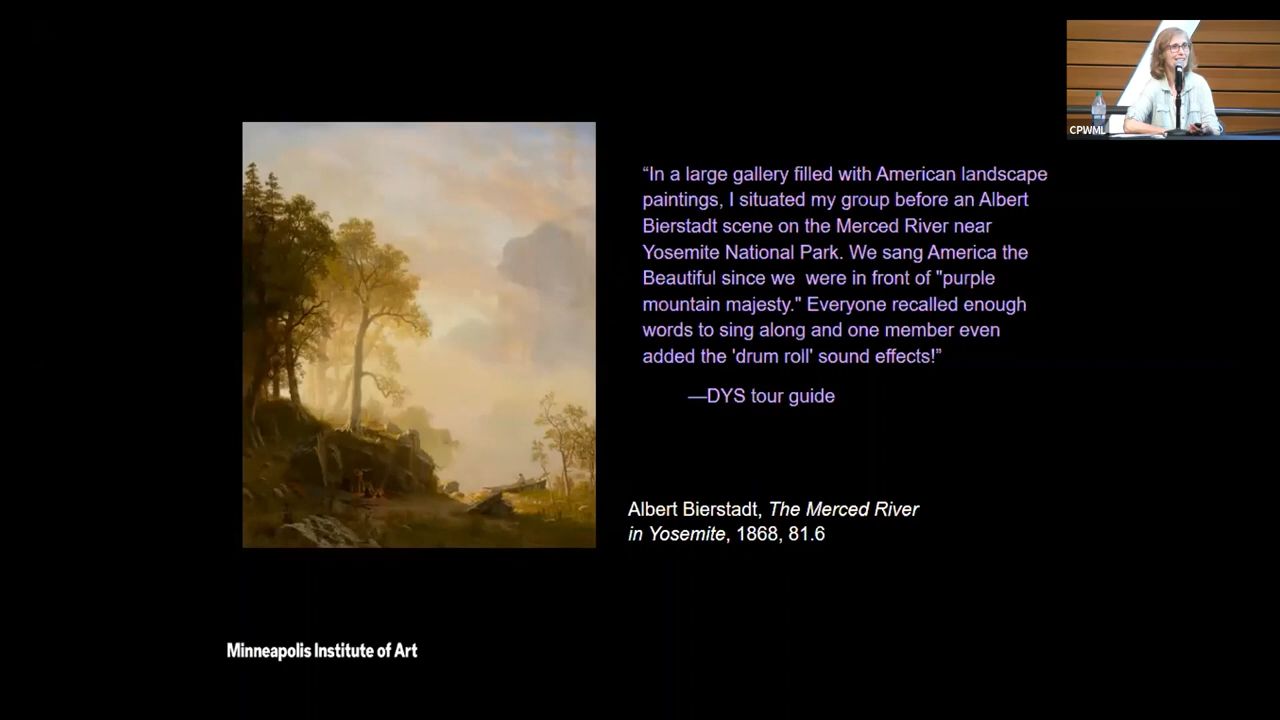 CPWML
“In a large gallery filled with American landscape
paintings, I situated my group before an Albert
Bierstadt scene on the Merced River near
Yosemite National Park. We sang America the
Beautiful since we  were in front of "purple
mountain majesty." Everyone recalled enough
words to sing along and one member even
added the 'drum roll' sound effects!”
—DYS tour guide
Albert Bierstadt, The Merced River
in Yosemite, 1868, 81.6
Minneapolis Institute of Art